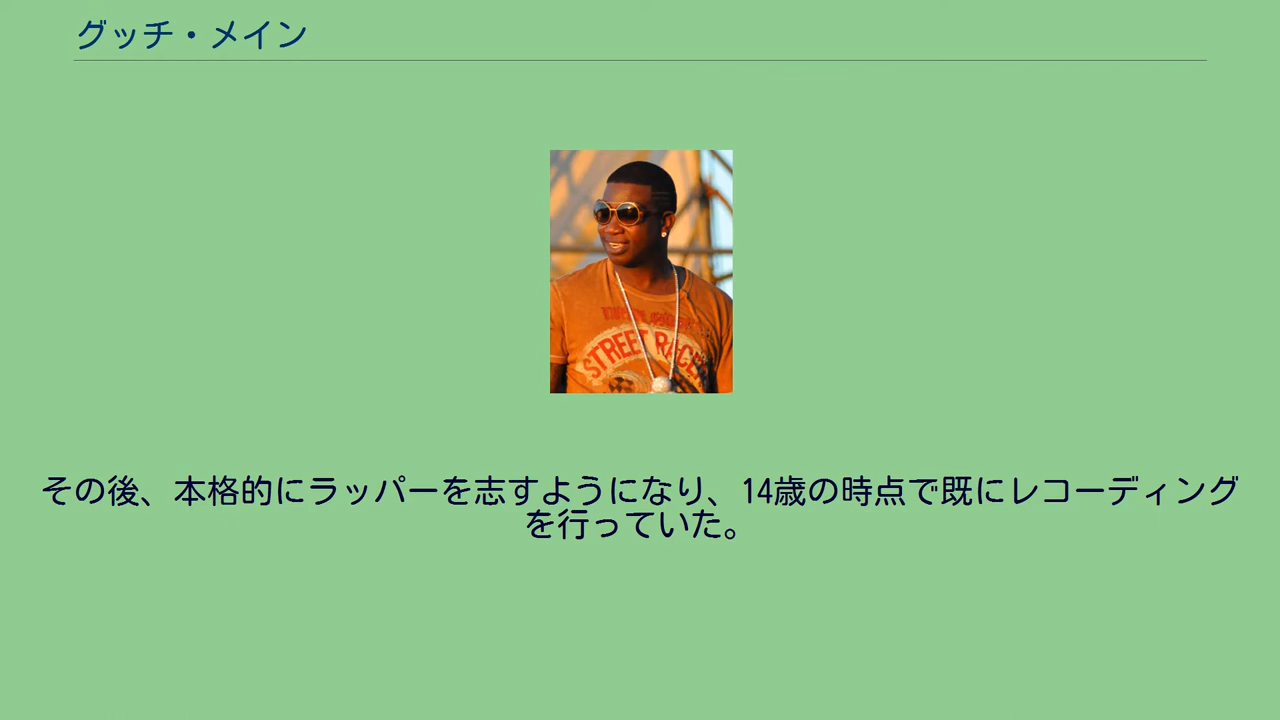 グッチ・メイン
STREET RACER
その後、本格的にラッパーを志すようになり、14歳の時点で既にレコーディング
を行っていた。